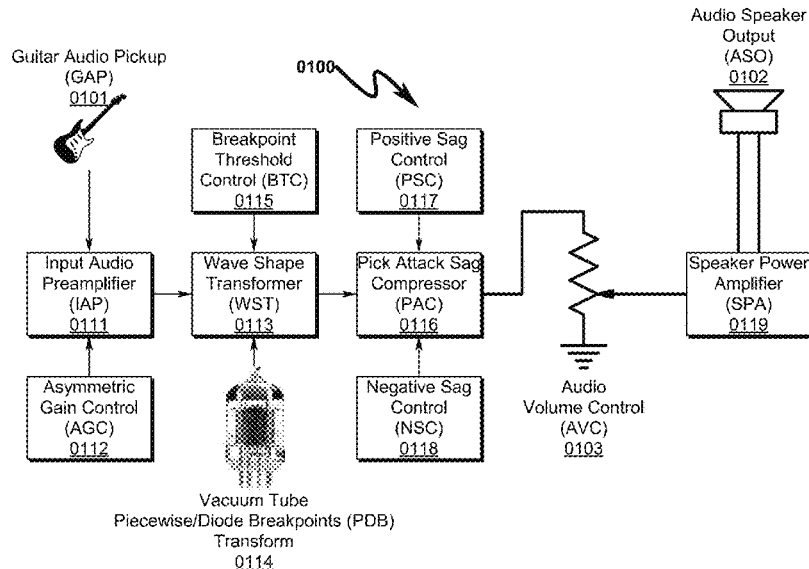 Guitar Audio Pickup
(GAP)
0101
0100
Audio Speaker
Output
(ASO)
0102
Breakpoint
Threshold
Control (BTC)
0115
Positive Sag
Control
(PSC)
0117
Input Audio
Preamplifier
(IAP)
0111
Wave Shape
Transformer
(WST)
0113
Pick Attack Sag
Compressor
(PAC)
0116
Speaker Power
Amplifier
(SPA)
0119
Asymmetric
Gain Control
(AGC)
0112
Negative Sag
Control
(NSC)
0118
Audio
Volume Control
(AVC)
0103
Vacuum Tube
Piecewise/Diode Breakpoints (PDB)
Transform
0114